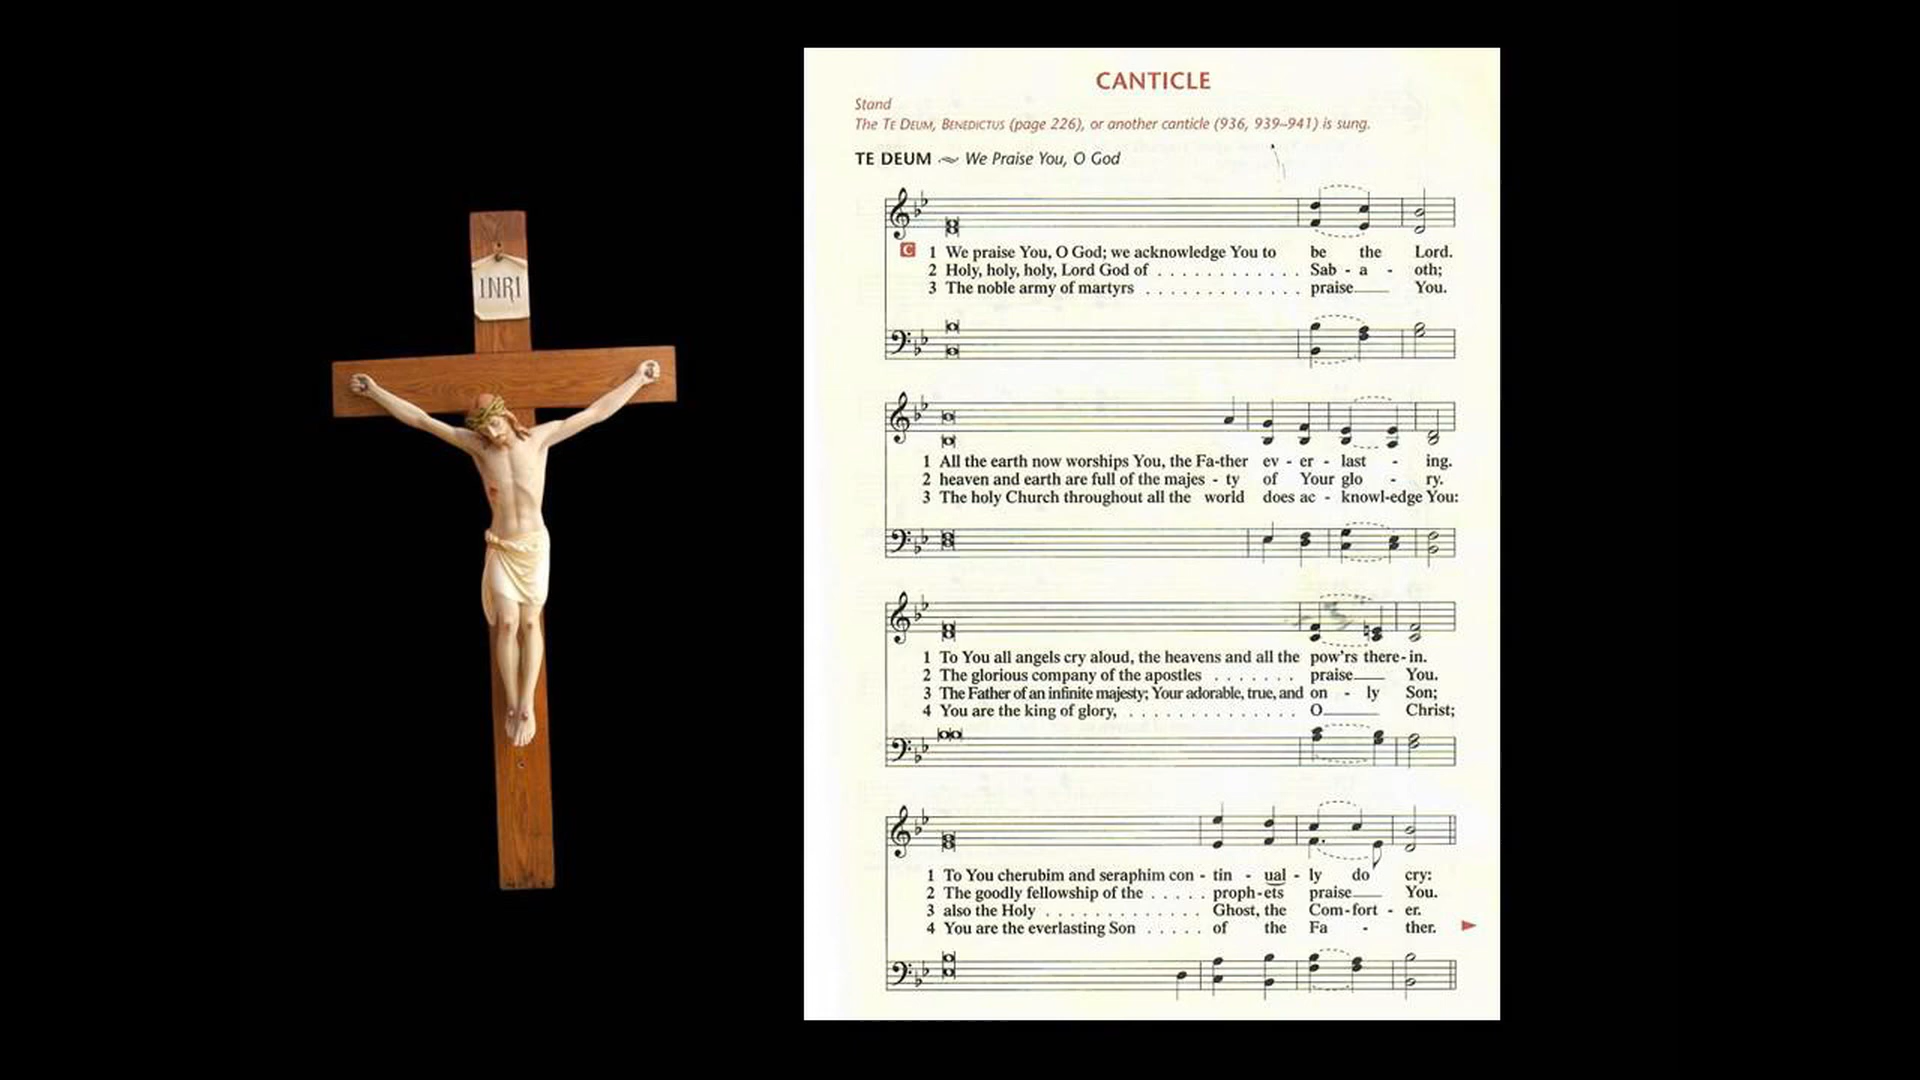 INRI
CANTICLE
Stand
The TE DEUM, BENEDICTUS (page 226), or another canticle (936, 939–941) is sung.
TE DEUM We Praise You, O God
C 1 We praise You, O God; we acknowledge You to be the Lord.
2 Holy, holy, holy, Lord God of . . . . . . . . . . . . . Sab - a - oth;
3 The noble army of martyrs . . . . . . . . . . . . . . praise___ You.
1 All the earth now worships You, the Fa-ther ev - er - last - ing.
2 heaven and earth are full of the majes - ty of Your glo - ry.
3 The holy Church throughout all the world does ac - knowl-edge You:
1 To You all angels cry aloud, the heavens and all the pow'rs there-in.
2 The glorious company of the apostles . . . . . . . praise___ You.
3 The Father of an infinite majesty; Your adorable, true, and on - ly Son;
4 You are the king of glory, . . . . . . . . . . . . . . . O___ Christ;
1 To You cherubim and seraphim con - tin - ual - ly do cry:
2 The goodly fellowship of the . . . . . proph-ets praise___ You.
3 also the Holy . . . . . . . . . . . . . Ghost, the Com-fort - er.
4 You are the everlasting Son . . . . . of the Fa - ther.